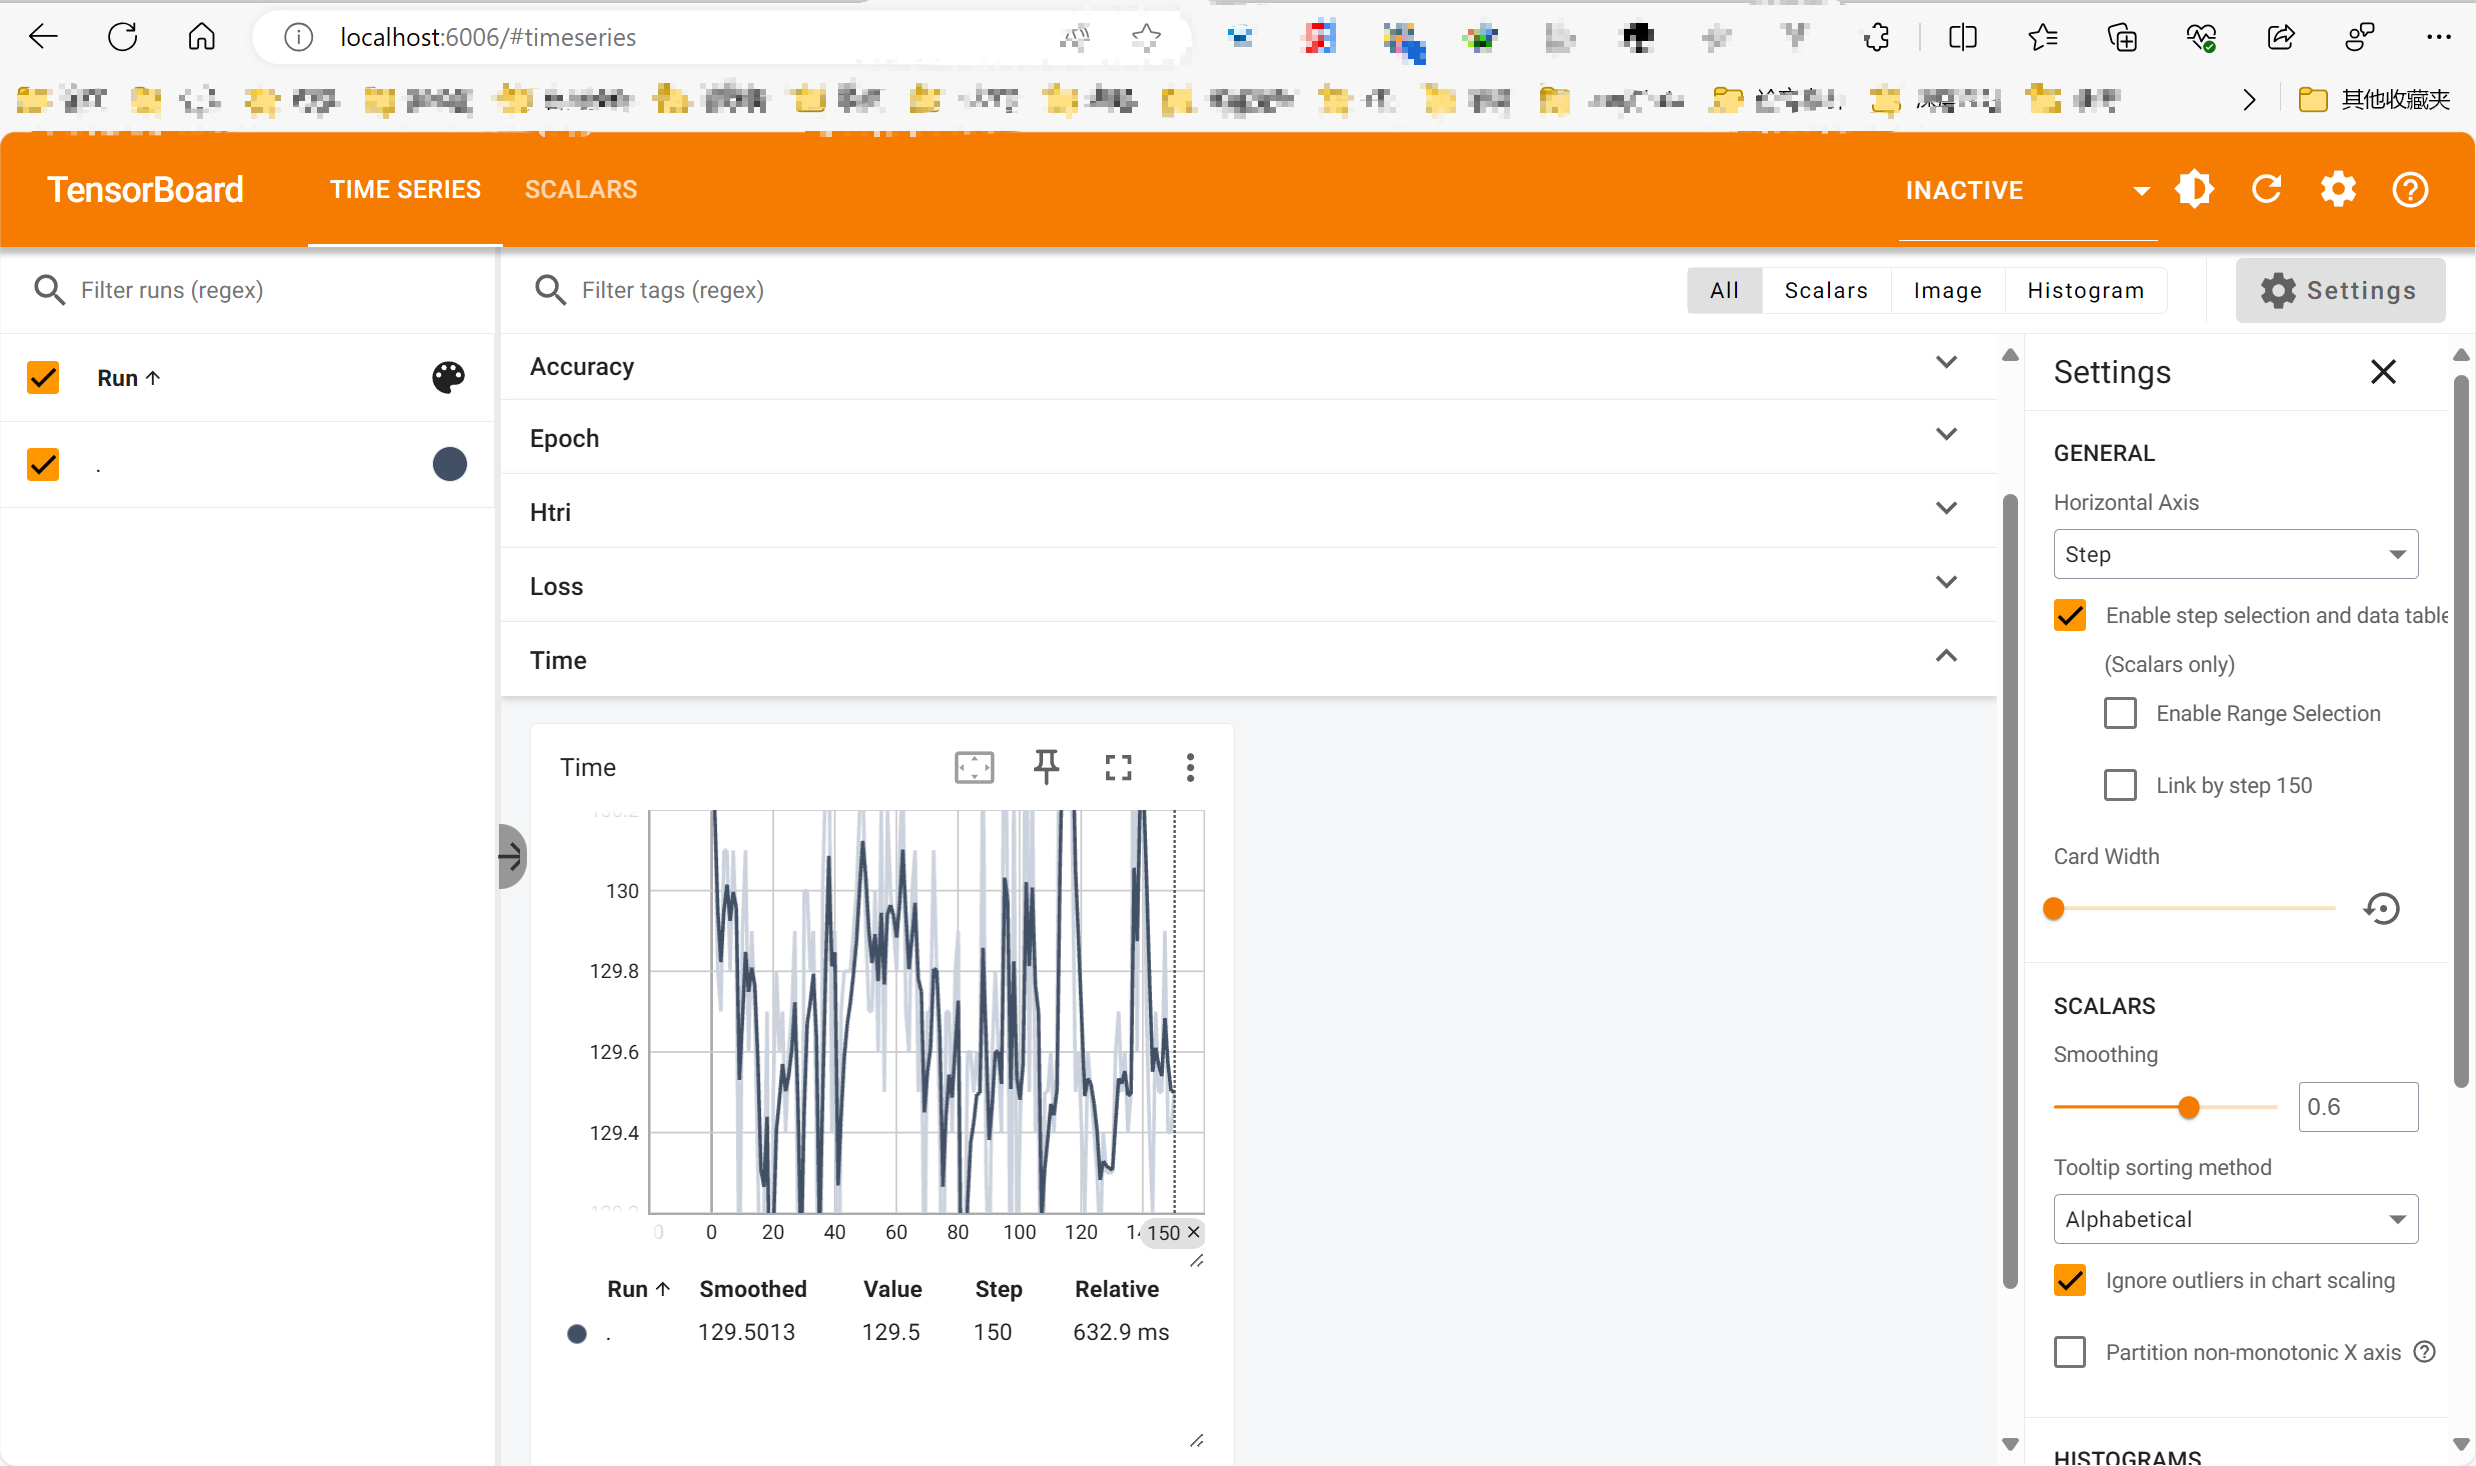 localhost:6006/#timeseries
其他收藏夹
TensorBoard TIME SERIES SCALARS INACTIVE
Filter runs (regex)
Filter tags (regex)
All Scalars Image Histogram
Settings
Run ↑
.
Accuracy
Epoch
Htri
Loss
Time
Time
130
129.8
129.6
129.4
0 20 40 60 80 100 120 150 ×
Run ↑ Smoothed Value Step Relative
. 129.5013 129.5 150 632.9 ms
Settings
GENERAL
Horizontal Axis
Step
Enable step selection and data table
(Scalars only)
Enable Range Selection
Link by step 150
Card Width
SCALARS
Smoothing
0.6
Tooltip sorting method
Alphabetical
Ignore outliers in chart scaling
Partition non-monotonic X axis
HISTOGRAMS